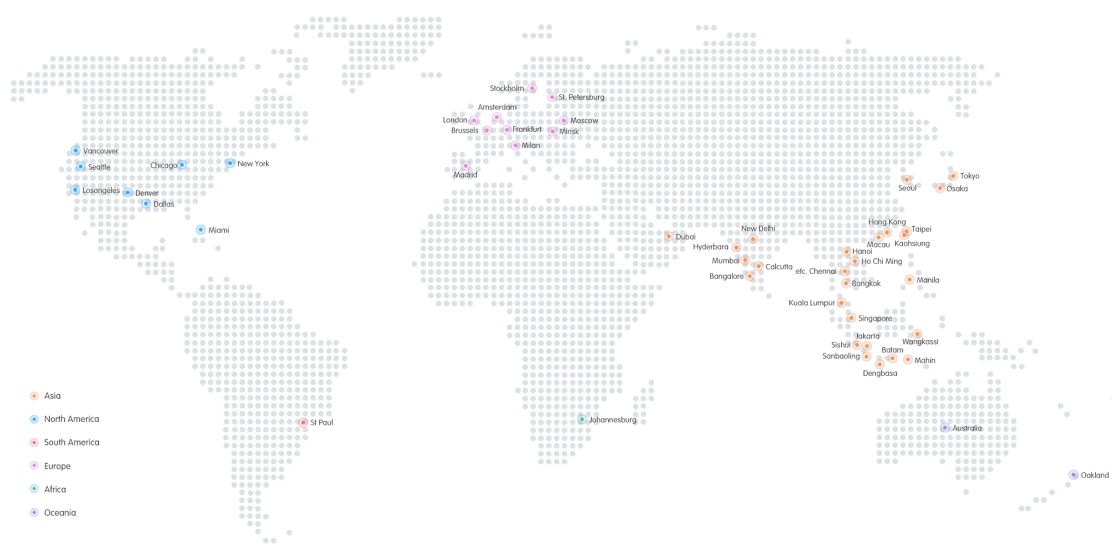 Stockholm
St. Petersburg
Amsterdam
London
Moscow
Brussels
Frankfurt
Minsk
Milan
Madrid
Vancouver
Seattle
Chicago
New York
Losangeles
Denver
Dallas
Miami
Tokyo
Seoul
Osaka
Dubai
New Delhi
Hyderbara
Mumbai
Calcutta
Bangalore
Hong Kong
Taipei
Macau
Kaohsiung
Hanoi
Ho Chi Ming
etc. Chennai
Bangkok
Manila
Kuala Lumpur
Singapore
Jakarta
Wangkassi
Sishui
Batam
Sanbaoling
Mahin
Dengbasa
Asia
North America
South America
Europe
Africa
Oceania
St Paul
Johannesburg
Australia
Oakland